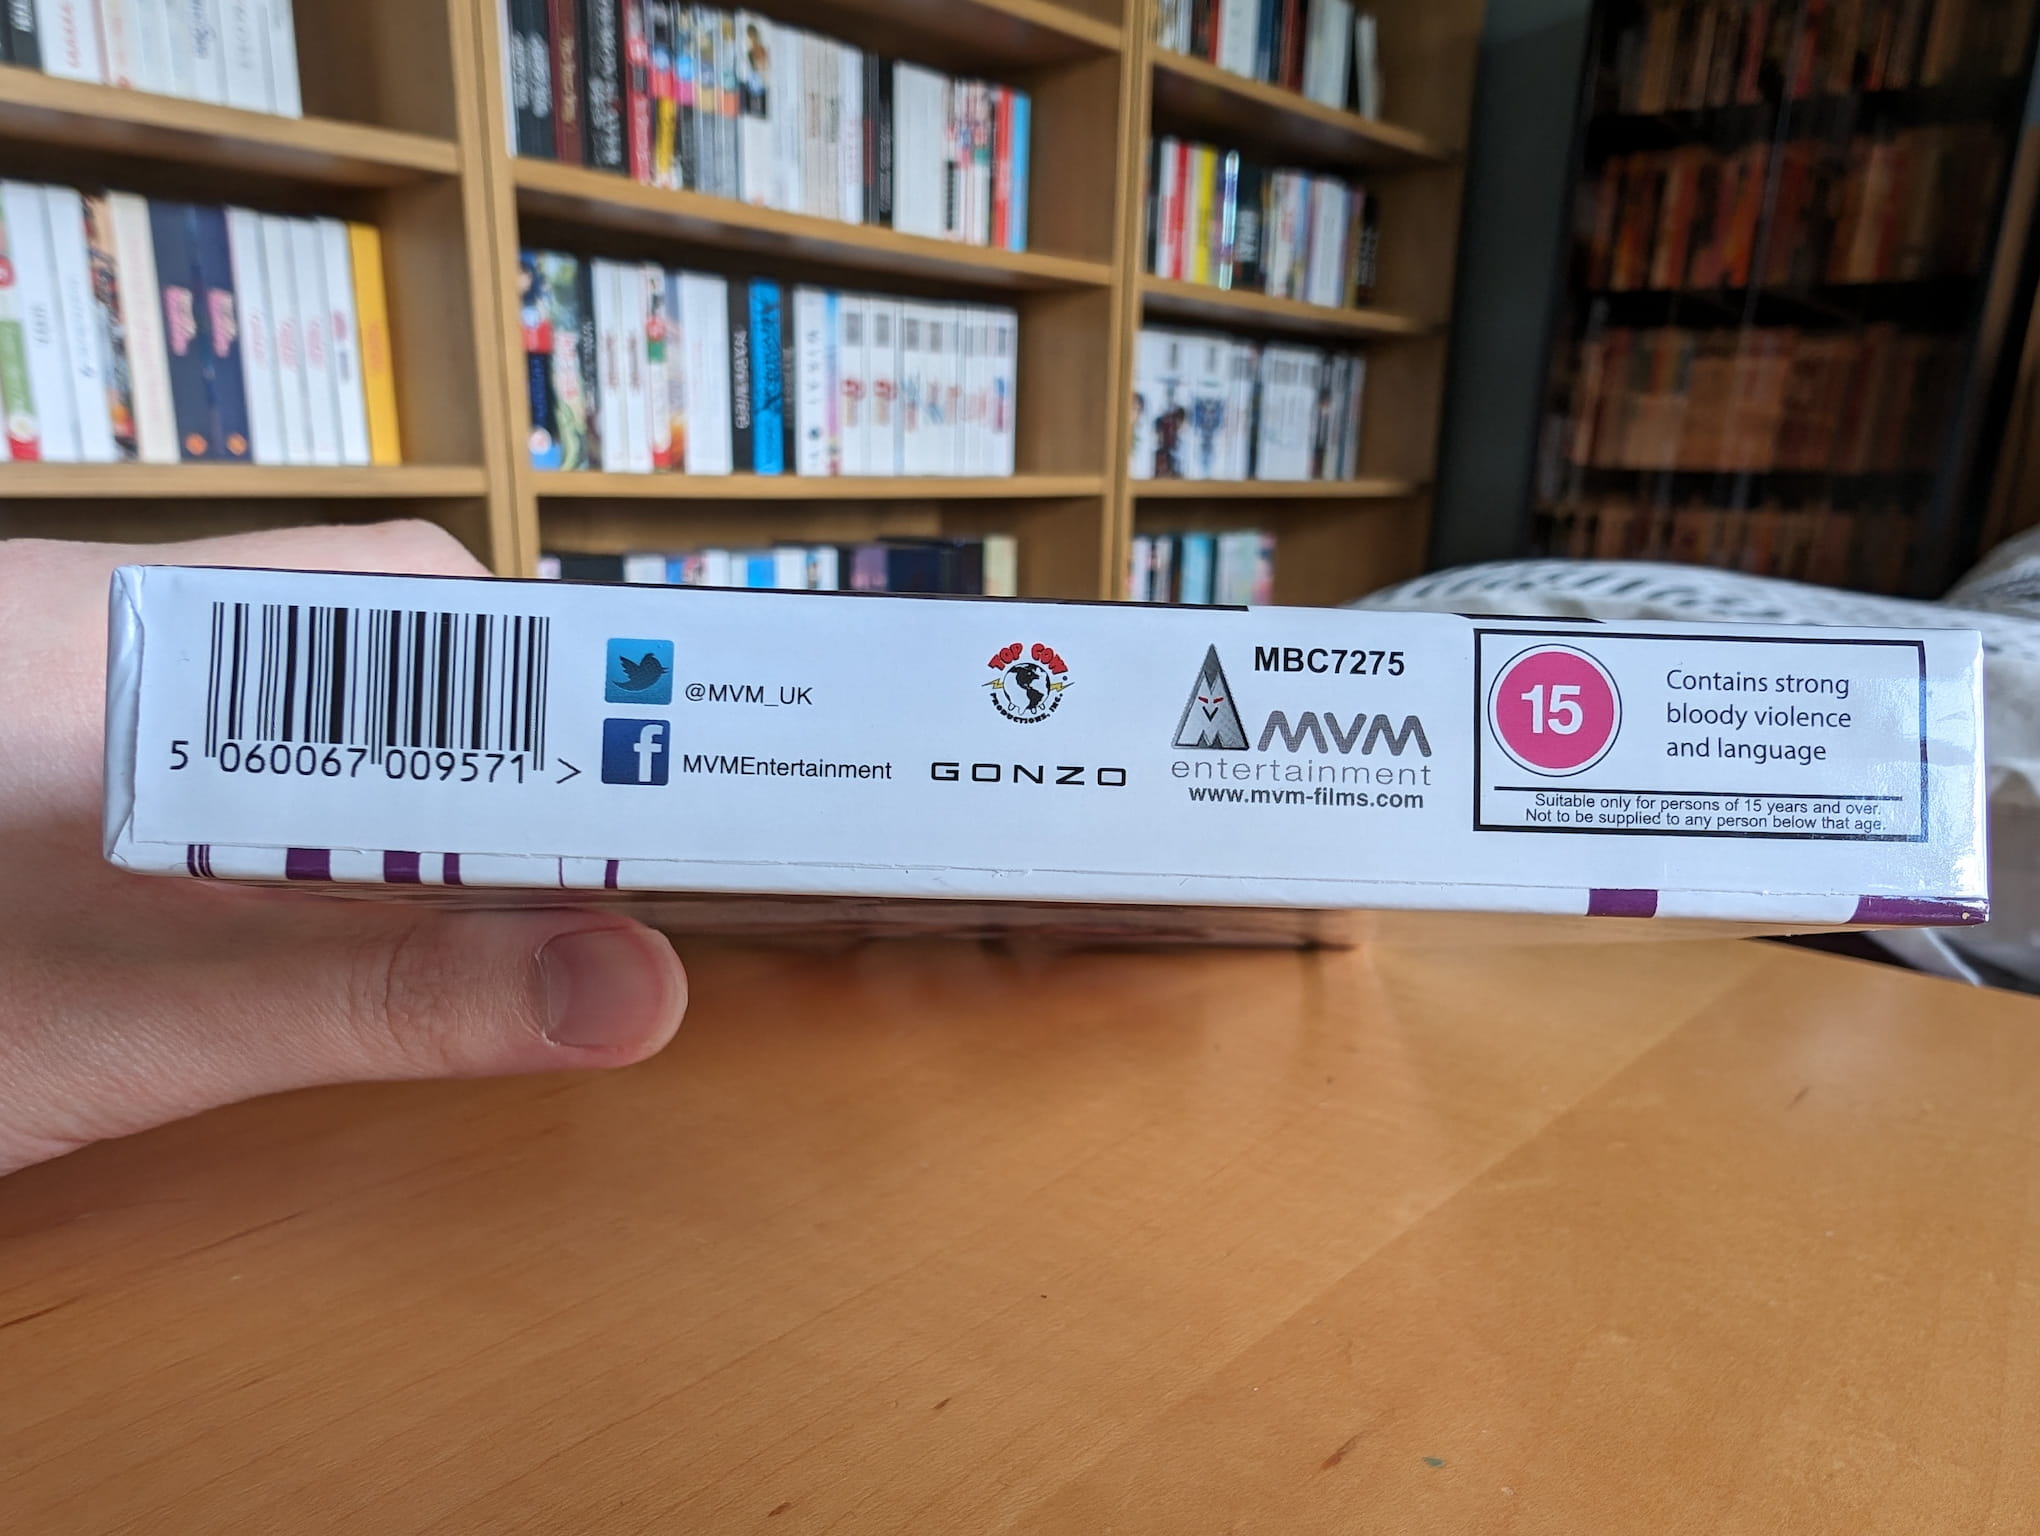 5 060067 009571 >
@MVM_UK
MVMEntertainment
TOP COW
PRODUCTIONS, INC.
GONZO
MBC7275
MVM
entertainment
www.mvm-films.com
15
Contains strong
bloody violence
and language
Suitable only for persons of 15 years and over.
Not to be supplied to any person below that age.